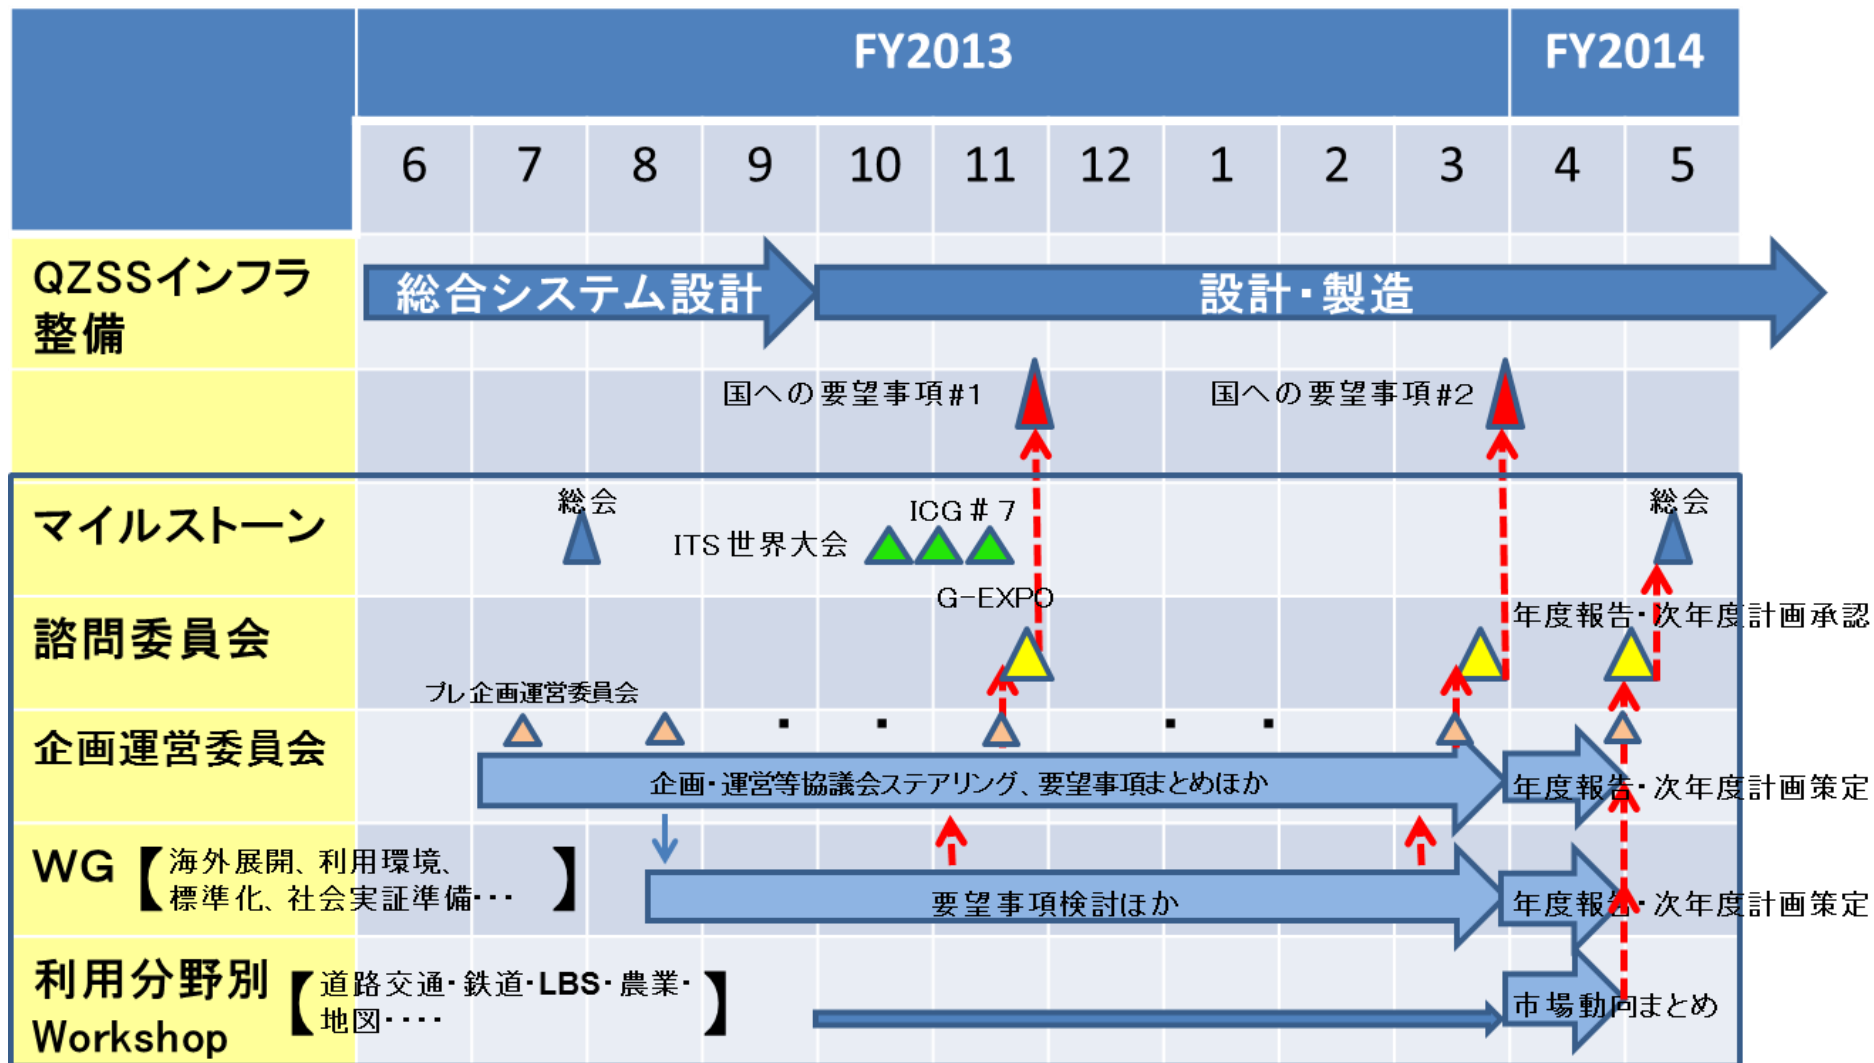 FY2013
FY2014
6 7 8 9 10 11 12 1 2 3 4 5
QZSSインフラ
整備
総合システム設計
設計・製造
国への要望事項#1
国への要望事項#2
マイルストーン
総会
ITS世界大会
ICG＃7
G-EXPO
総会
諮問委員会
年度報告・次年度計画承認
プレ企画運営委員会
企画運営委員会
・ ・ ・ ・
企画・運営等協議会ステアリング、要望事項まとめほか
年度報告・次年度計画策定
WG
【海外展開、利用環境、
標準化、社会実証準備・・・】
要望事項検討ほか
年度報告・次年度計画策定
利用分野別
Workshop
【道路交通・鉄道・LBS・農業・
地図・・・・】
市場動向まとめ